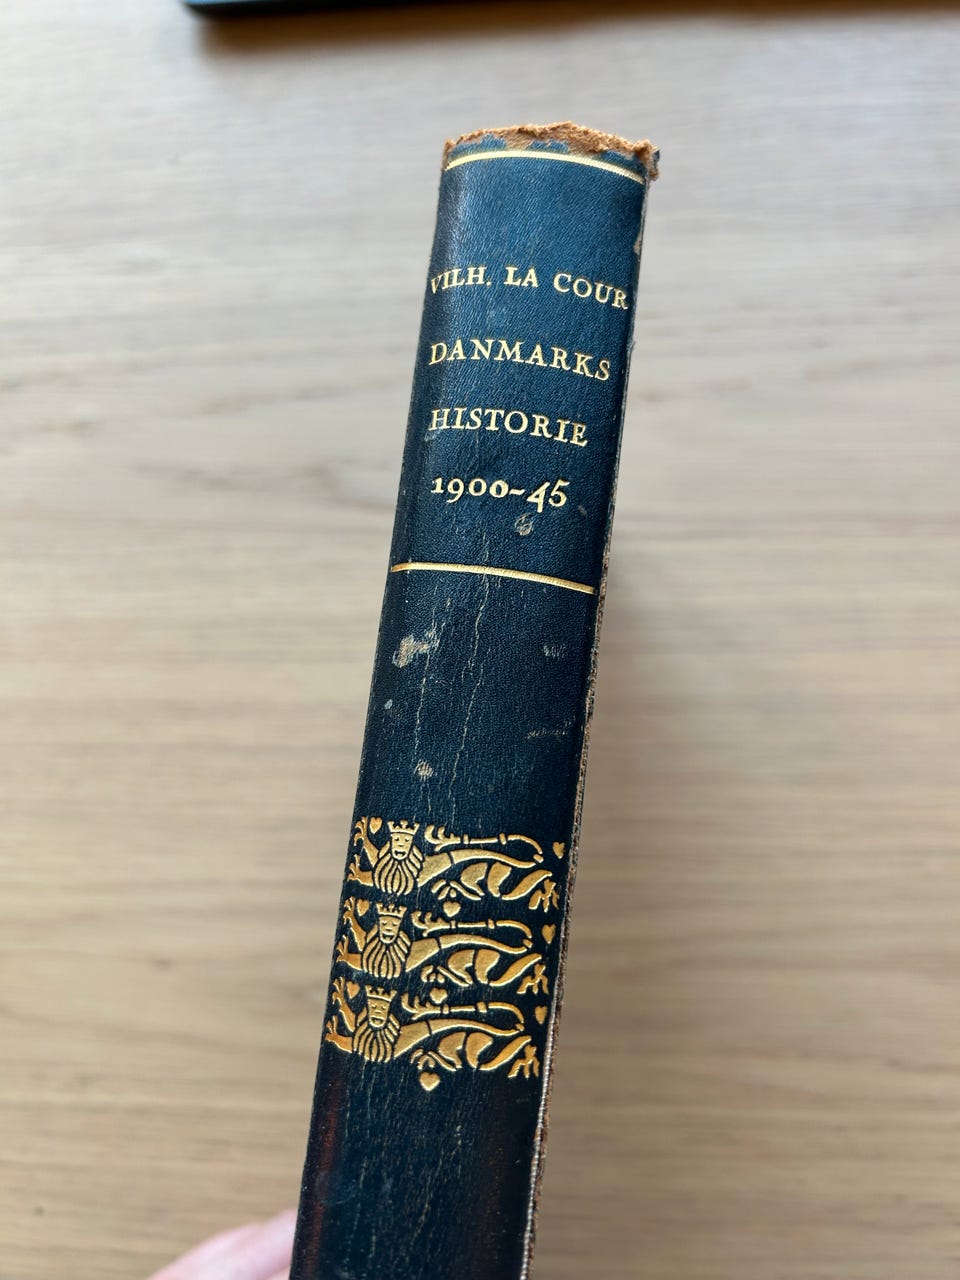 VILH. LA COUR
DANMARKS
HISTORIE
1900-45